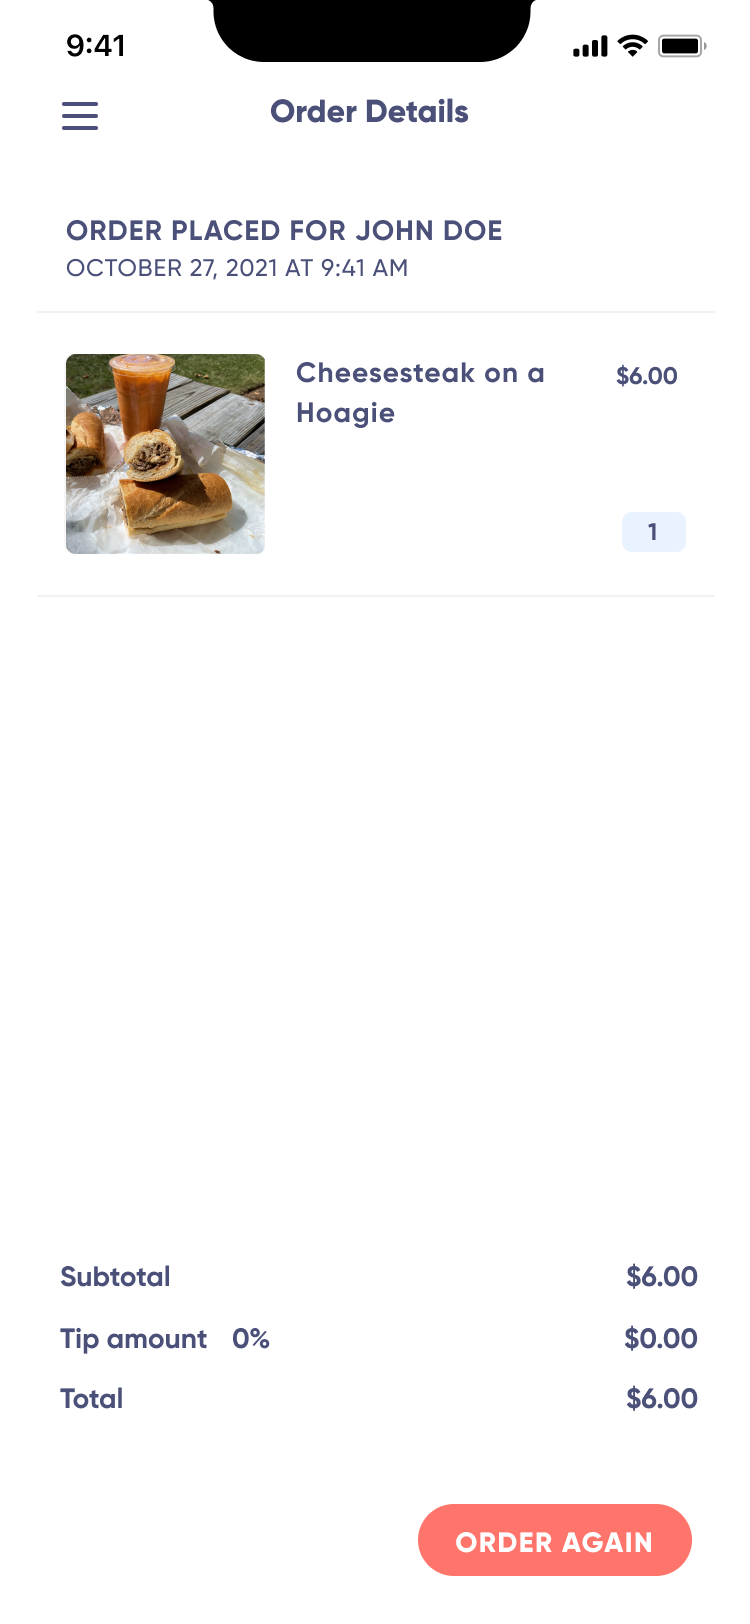 9:41
Order Details
ORDER PLACED FOR JOHN DOE
OCTOBER 27, 2021 AT 9:41 AM
Cheesesteak on a $6.00
Hoagie
1
Subtotal $6.00
Tip amount 0% $0.00
Total $6.00
ORDER AGAIN